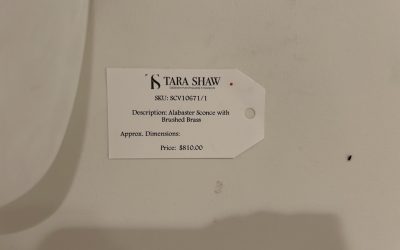 TS TARA SHAW
SKU: SCV10671/1
Description: Alabaster Sconce with
Brushed Brass
Approx. Dimensions:
Price: $810.00